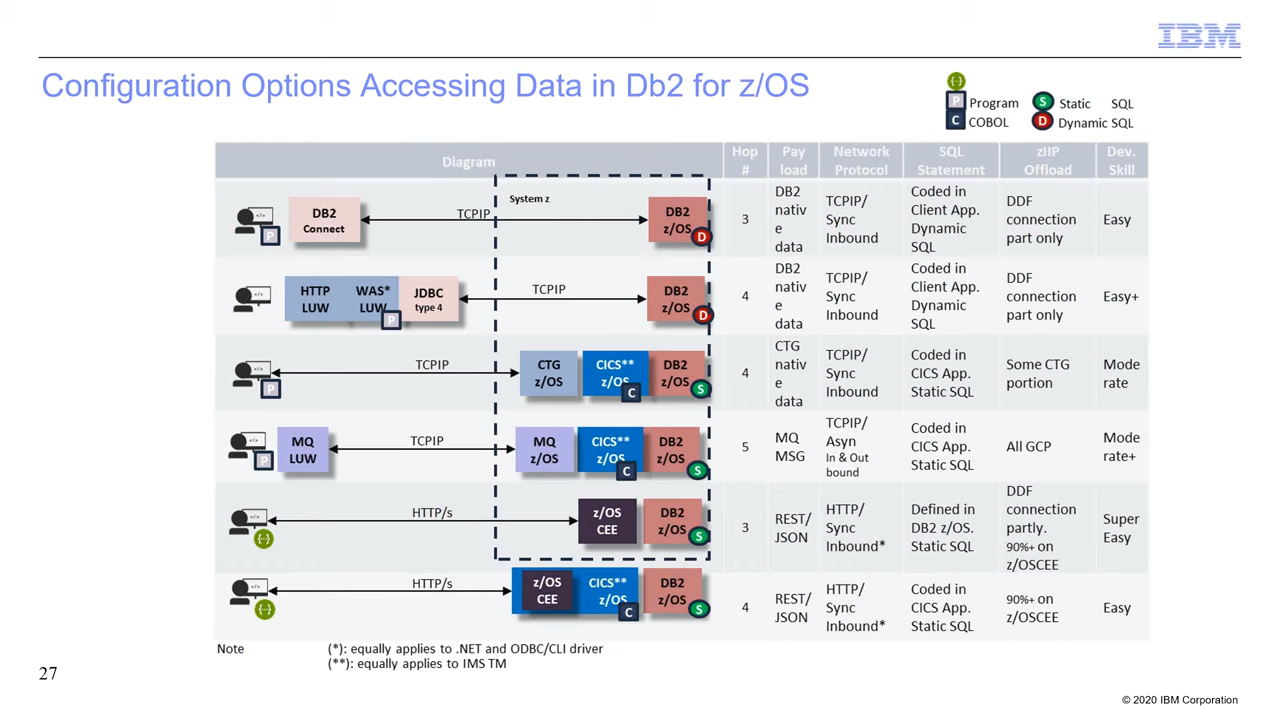 IBM
Configuration Options Accessing Data in Db2 for z/OS
{··}
P Program
C COBOL
S Static SQL
D Dynamic SQL
Diagram
Hop
#
Pay
load
Network
Protocol
SQL
Statement
zIIP
Offload
Dev.
Skill
System z
P
DB2
Connect
TCPIP
DB2
z/OS
D
3
DB2
nativ
e
data
TCPIP/
Sync
Inbound
Coded in
Client App.
Dynamic
SQL
DDF
connection
part only
Easy
HTTP
LUW
WAS*
LUW
P
JDBC
type 4
TCPIP
DB2
z/OS
D
4
DB2
nativ
e
data
TCPIP/
Sync
Inbound
Coded in
Client App.
Dynamic
SQL
DDF
connection
part only
Easy+
P
TCPIP
CTG
z/OS
CICS**
z/OS
C
DB2
z/OS
S
4
CTG
nativ
e
data
TCPIP/
Sync
Inbound
Coded in
CICS App.
Static SQL
Some CTG
portion
Mode
rate
P
MQ
LUW
TCPIP
MQ
z/OS
CICS**
z/OS
C
DB2
z/OS
S
5
MQ
MSG
TCPIP/
Asyn
In & Out
bound
Coded in
CICS App.
Static SQL
All GCP
Mode
rate+
{··}
HTTP/s
z/OS
CEE
DB2
z/OS
S
3
REST/
JSON
HTTP/
Sync
Inbound*
Defined in
DB2 z/OS.
Static SQL
DDF
connection
partly.
90%+ on
z/OSCEE
Super
Easy
{··}
HTTP/s
z/OS
CEE
CICS**
z/OS
C
DB2
z/OS
S
4
REST/
JSON
HTTP/
Sync
Inbound*
Coded in
CICS App.
Static SQL
90%+ on
z/OSCEE
Easy
Note (*): equally applies to .NET and ODBC/CLI driver
(**): equally applies to IMS TM
27
© 2020 IBM Corporation